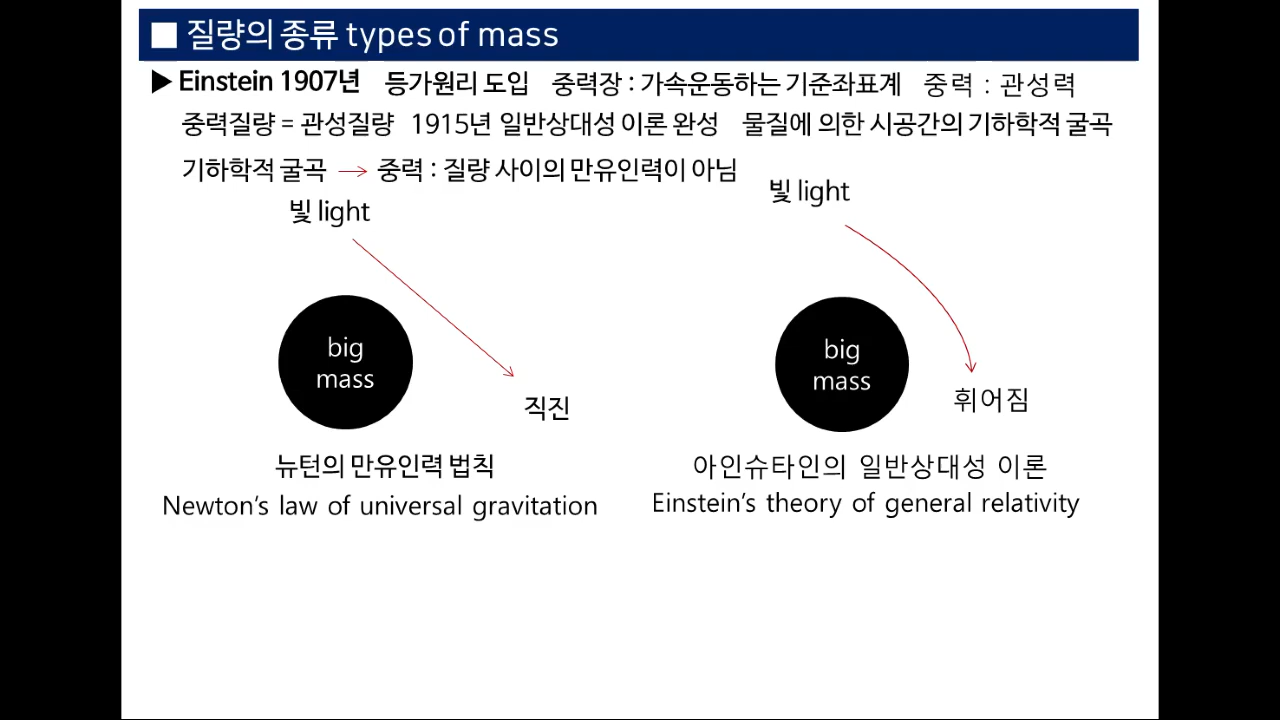 ■ 질량의 종류 types of mass
▶ Einstein 1907년 등가원리 도입 중력장 : 가속운동하는 기준좌표계 중력 : 관성력
중력질량 = 관성질량 1915년 일반상대성 이론 완성 물질에 의한 시공간의 기하학적 굴곡
기하학적 굴곡 → 중력 : 질량 사이의 만유인력이 아님
빛 light
빛 light
big
mass
big
mass
직진
휘어짐
뉴턴의 만유인력 법칙
Newton's law of universal gravitation
아인슈타인의 일반상대성 이론
Einstein's theory of general relativity